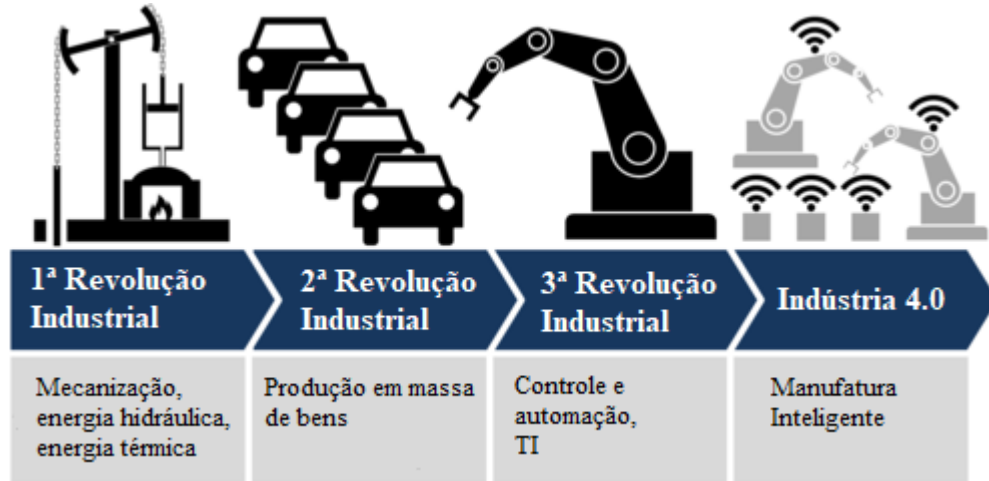 1ª Revolução
Industrial
2ª Revolução
Industrial
3ª Revolução
Industrial
Indústria 4.0
Mecanização,
energia hidráulica,
energia térmica
Produção em massa
de bens
Controle e
automação,
TI
Manufatura
Inteligente